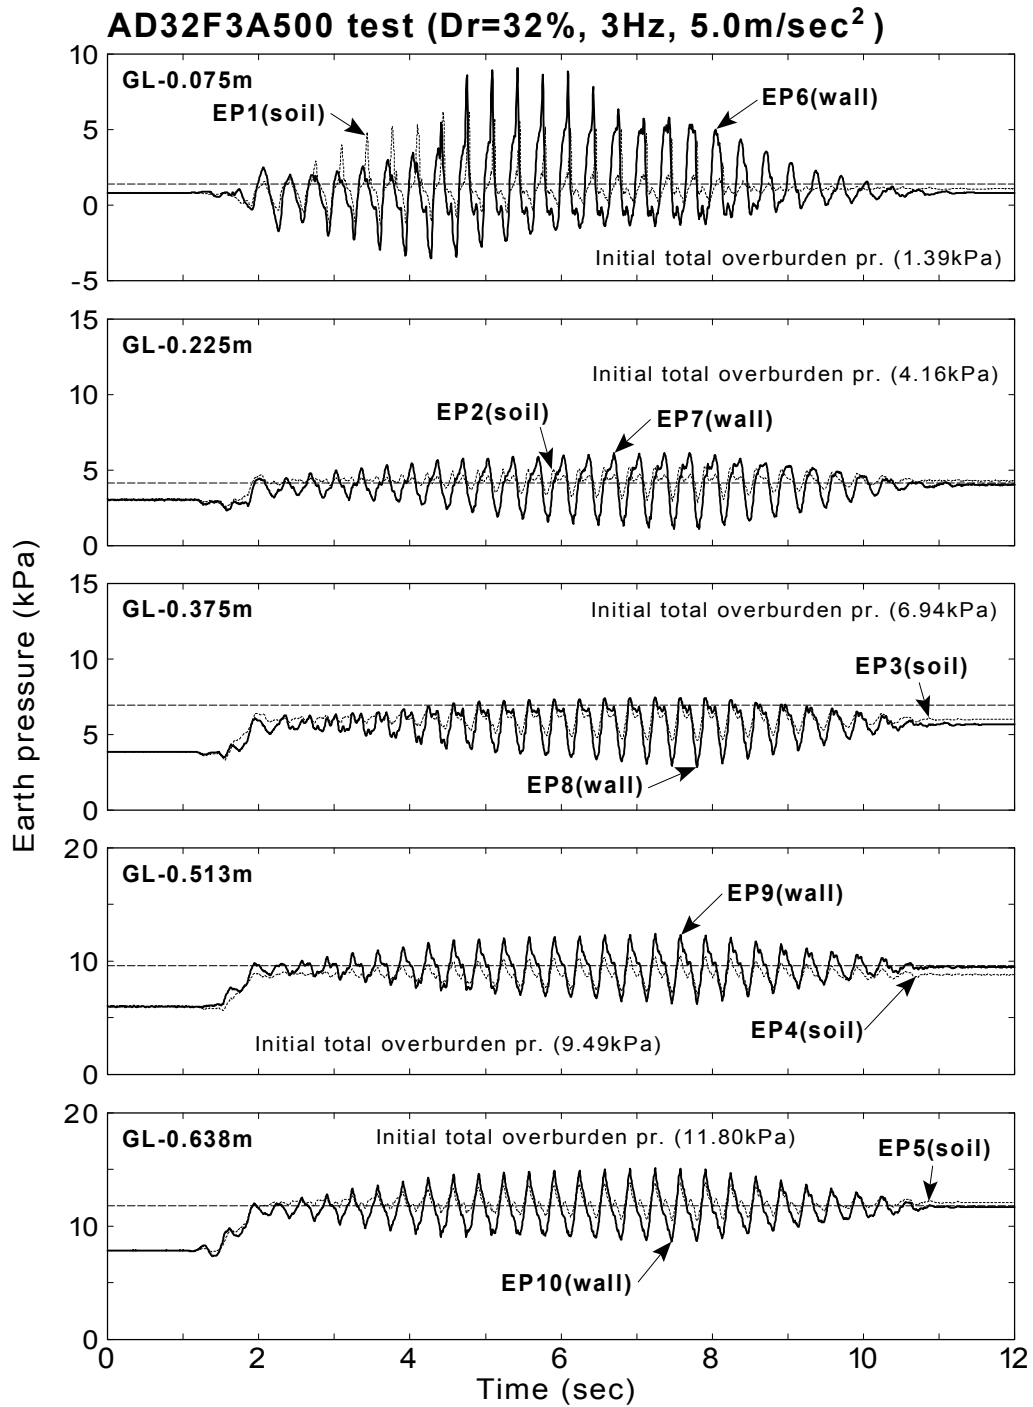 AD32F3A500 test (Dr=32%, 3Hz, 5.0m/sec²)
10
GL-0.075m
EP1(soil)
EP6(wall)
5
0
Initial total overburden pr. (1.39kPa)
-5
15
GL-0.225m
Initial total overburden pr. (4.16kPa)
10
EP2(soil)
EP7(wall)
5
0
15
GL-0.375m
Initial total overburden pr. (6.94kPa)
10
EP3(soil)
5
EP8(wall)
0
Earth pressure (kPa)
20
GL-0.513m
EP9(wall)
10
EP4(soil)
Initial total overburden pr. (9.49kPa)
0
20
GL-0.638m
Initial total overburden pr. (11.80kPa)
EP5(soil)
10
EP10(wall)
0
0 2 4 6 8 10 12
Time (sec)